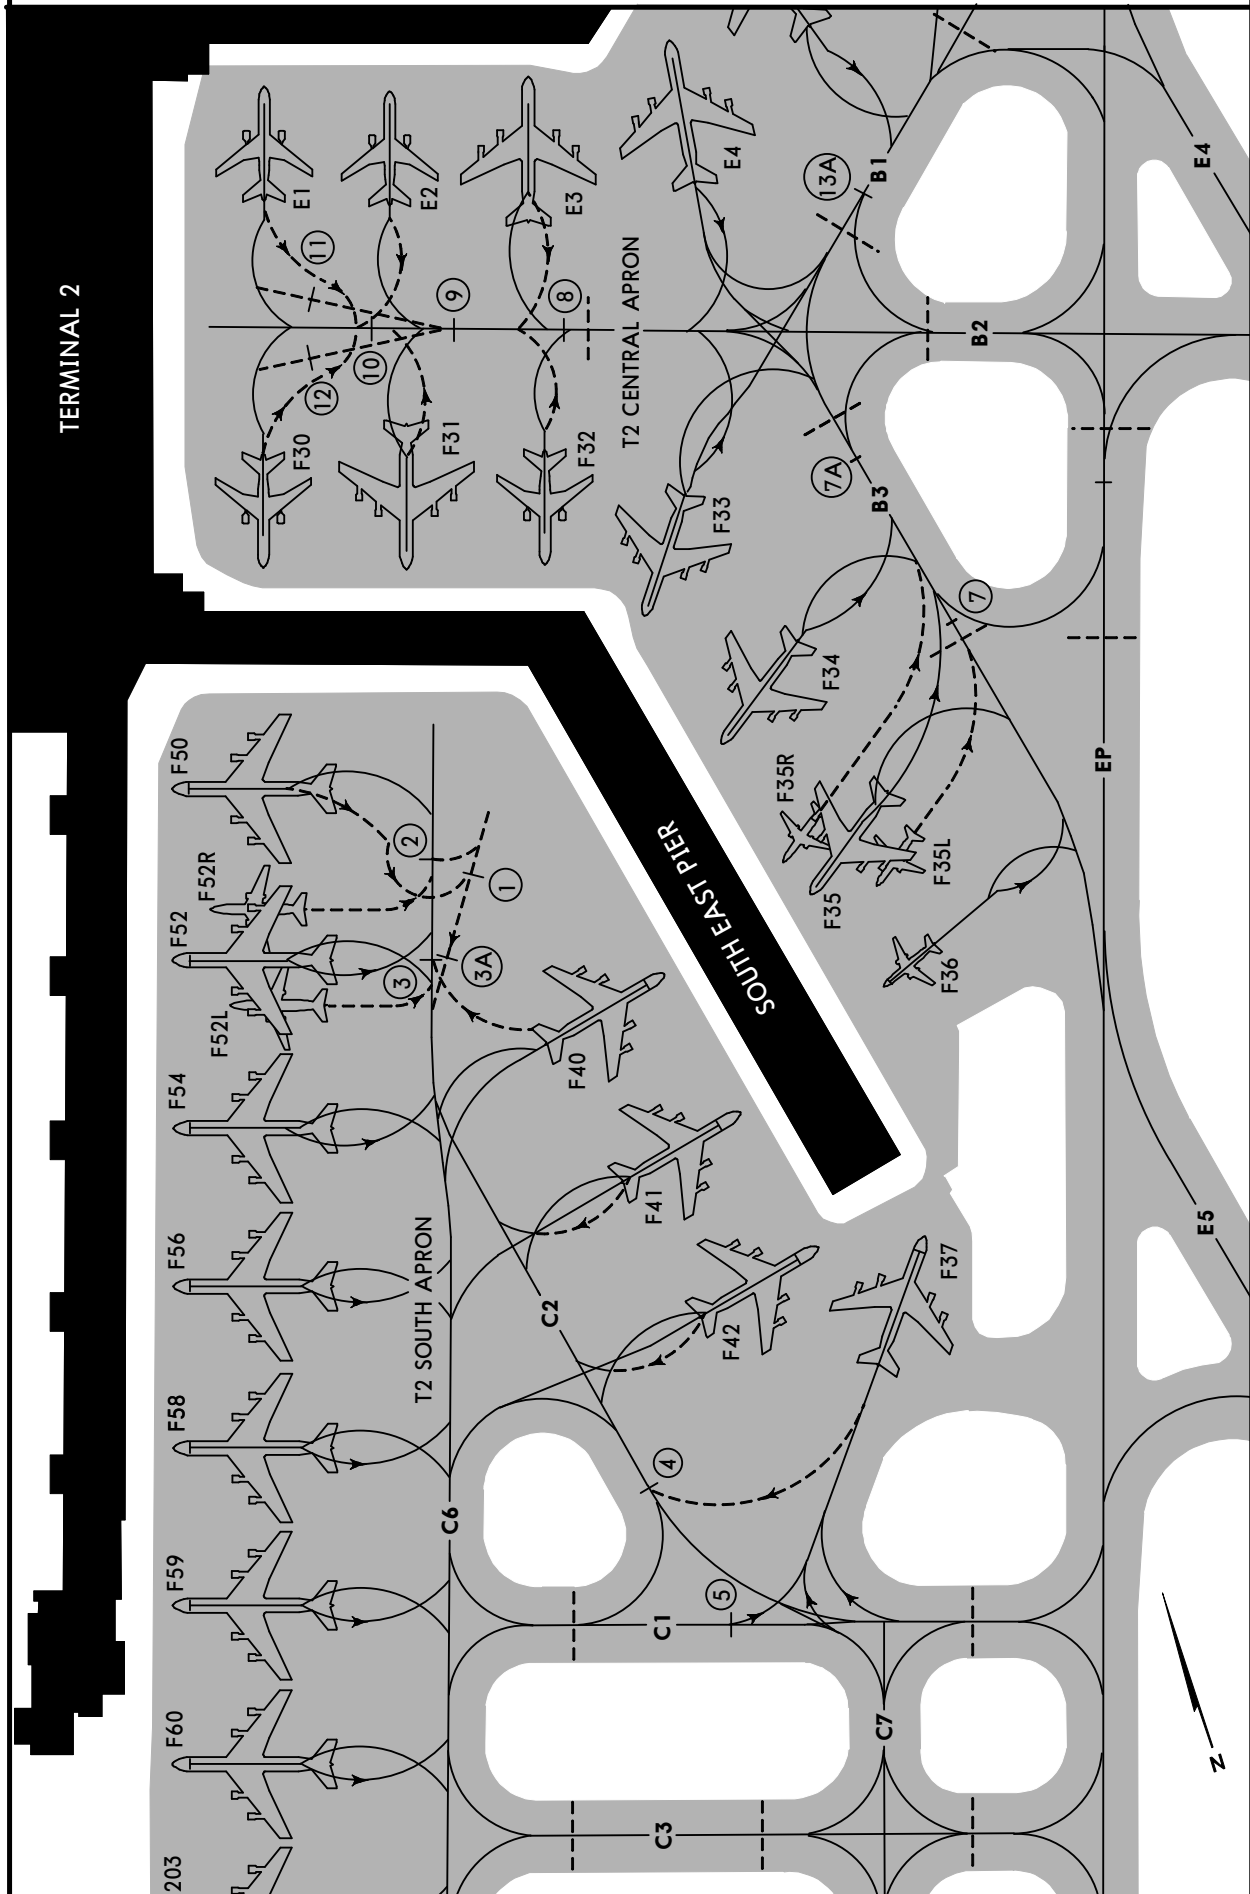 TERMINAL 2
E1
E2
E3
E4
11
9
8
10
12
F30
F31
F32
T2 CENTRAL APRON
13A
B1
E4
B2
7A
B3
F33
F34
7
EP
F35R
F35
F35L
F36
SOUTH EAST PIER
F50
2
1
F52R
F52
F52L
3
3A
F40
F54
F41
F56
T2 SOUTH APRON
C2
F42
F37
E5
F58
4
C6
F59
5
C1
F60
C7
C3
203
N